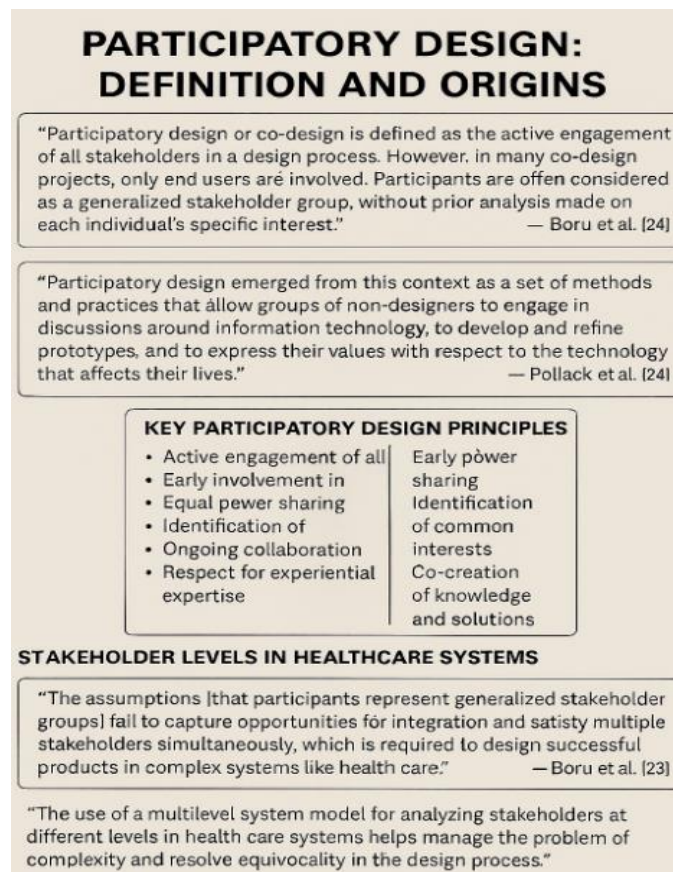 PARTICIPATORY DESIGN:
DEFINITION AND ORIGINS
“Participatory design or co-design is defined as the active engagement
of all stakeholders in a design process. However. in many co-design
projects, only end users aré involved. Participants are offen considered
as a generalized stakeholder group, without prior analysis made on
each individual's specific interest.” — Boru et al. [24]
“Participatory design emerged from this context as a set of methods
and practices that állow groups of non-designers to engage in
discussions around information technology, to develop and refine
prototypes, and to express their values with respect to the technology
that affects their lives.” — Pollack et al. [24]
KEY PARTICIPATORY DESIGN PRINCIPLES
• Active engagement of all
• Early involvement in
• Equal pewer sharing
• Identification of
• Ongoing collaboration
• Respect for experiential
expertise
Early pòwer
sharing
Identification
of common
interests
Co-creation
of knowledge
and solutions
STAKEHOLDER LEVELS IN HEALTHCARE SYSTEMS
“The assumptions [that participants represent generalized stakeholder
groups] fail to capture opportunities fór integration and satisty multiple
stakeholders simultaneously, which is required to design successful
products in complex systems like health care.” — Boru et al. [23]
“The use of a multilevel system model for analyzing stakeholders at
different levels in health care systems helps manage the problem of
complexity and resolve equivocality in the design process.”